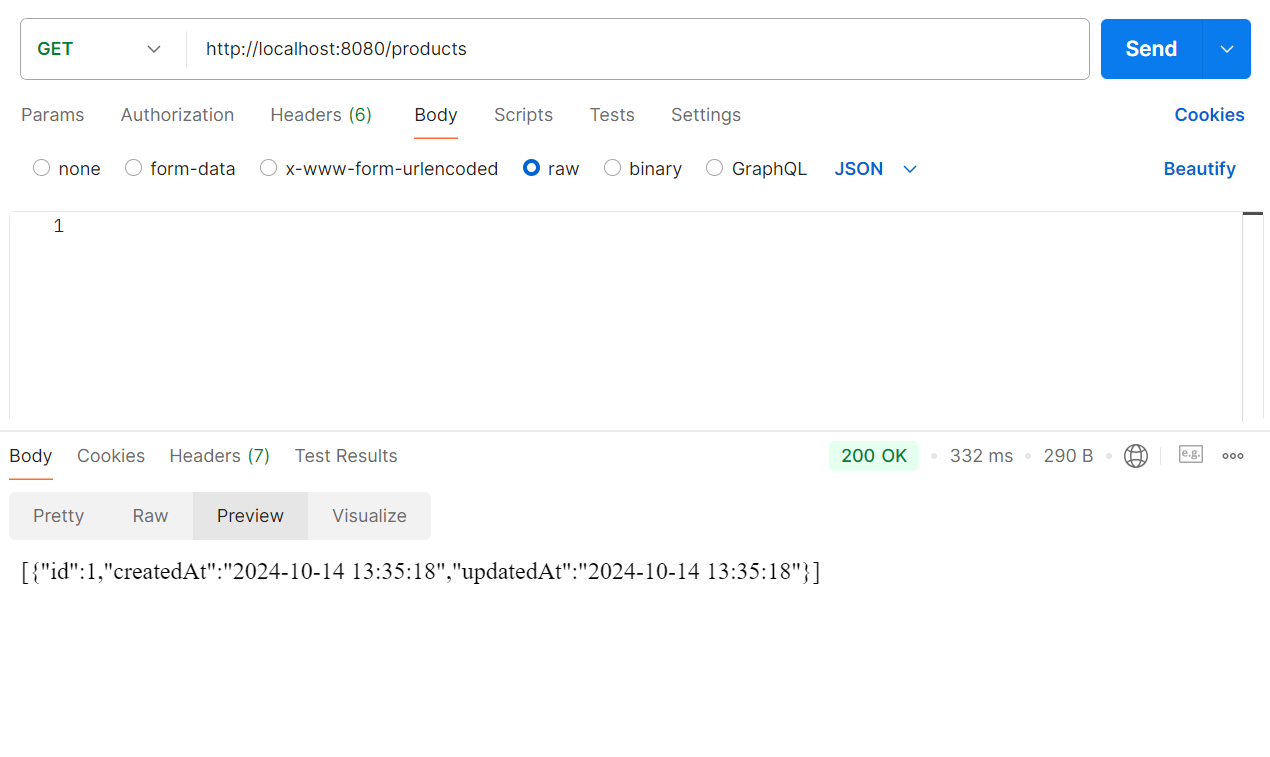 GET http://localhost:8080/products Send
Params Authorization Headers (6) Body Scripts Tests Settings Cookies
none form-data x-www-form-urlencoded raw binary GraphQL JSON Beautify
1
Body Cookies Headers (7) Test Results 200 OK 332 ms 290 B e.g.
Pretty Raw Preview Visualize
[{"id":1,"createdAt":"2024-10-14 13:35:18","updatedAt":"2024-10-14 13:35:18"}]